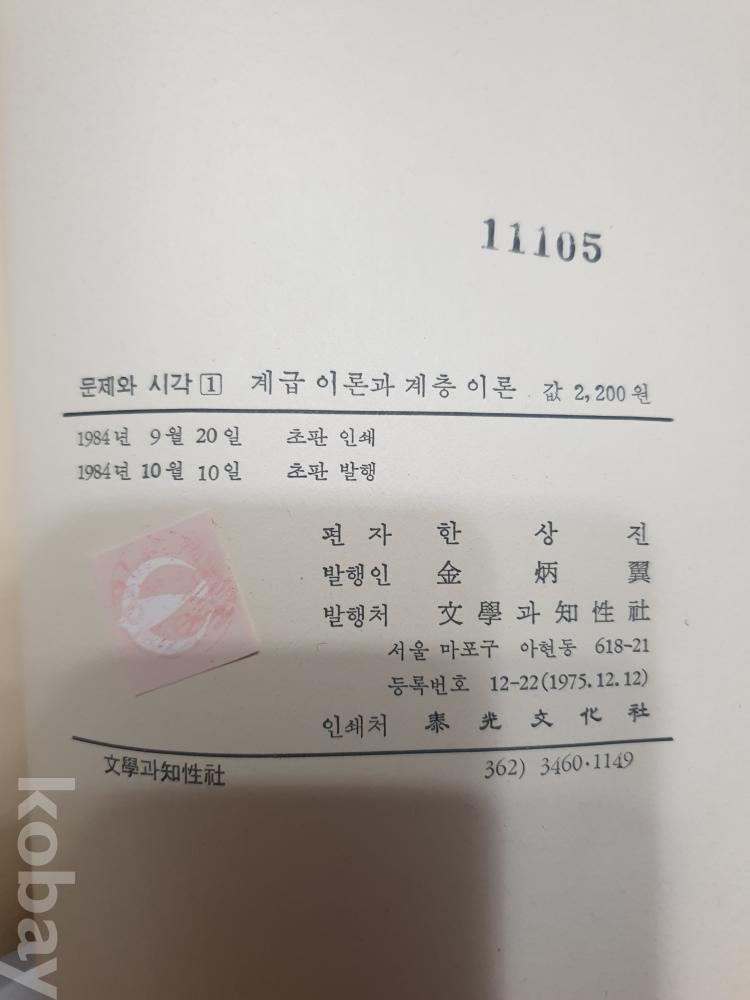 11105
문제와 시각 1 계급 이론과 계층 이론 값 2,200원
1984년 9월 20일 초판 인쇄
1984년 10월 10일 초판 발행
편 자 한 상 진
발행인 金 炳 翼
발행처 文學과知性社
서울 마포구 아현동 618-21
등록번호 12-22(1975.12.12)
인쇄처 泰光文化社
文學과知性社 362) 3460·1149
kobay